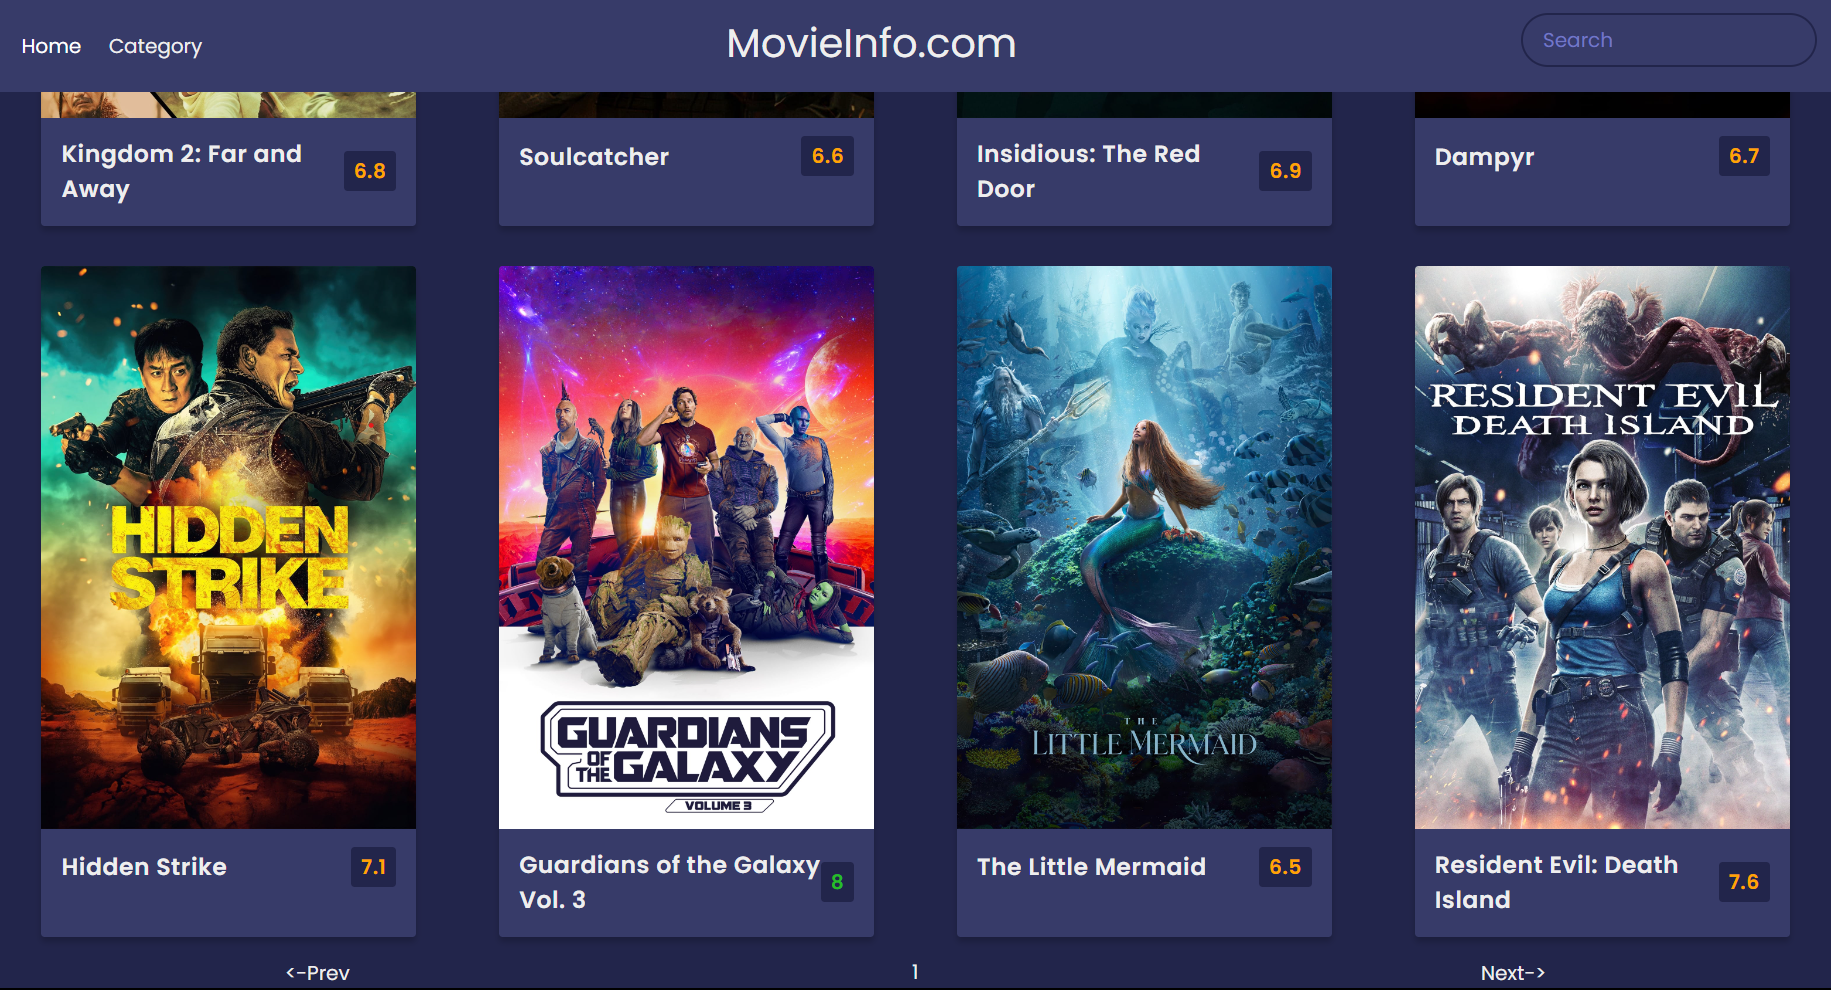 Home
Category
MovieInfo.com
Search
Kingdom 2: Far and
Away
6.8
Soulcatcher
6.6
Insidious: The Red
Door
6.9
Dampyr
6.7
HIDDEN
STRIKE
GUARDIANS
OF
THE GALAXY
VOLUME 3
THE
LITTLE MERMAID
RESIDENT EVIL
DEATH ISLAND
Hidden Strike
7.1
Guardians of the Galaxy
Vol. 3
8
The Little Mermaid
6.5
Resident Evil: Death
Island
7.6
<-Prev
1
Next->